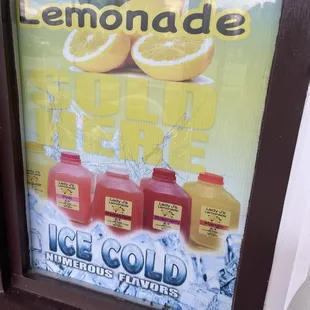 Lemonade
SOLD
HERE
ICE COLD
NUMEROUS FLAVORS